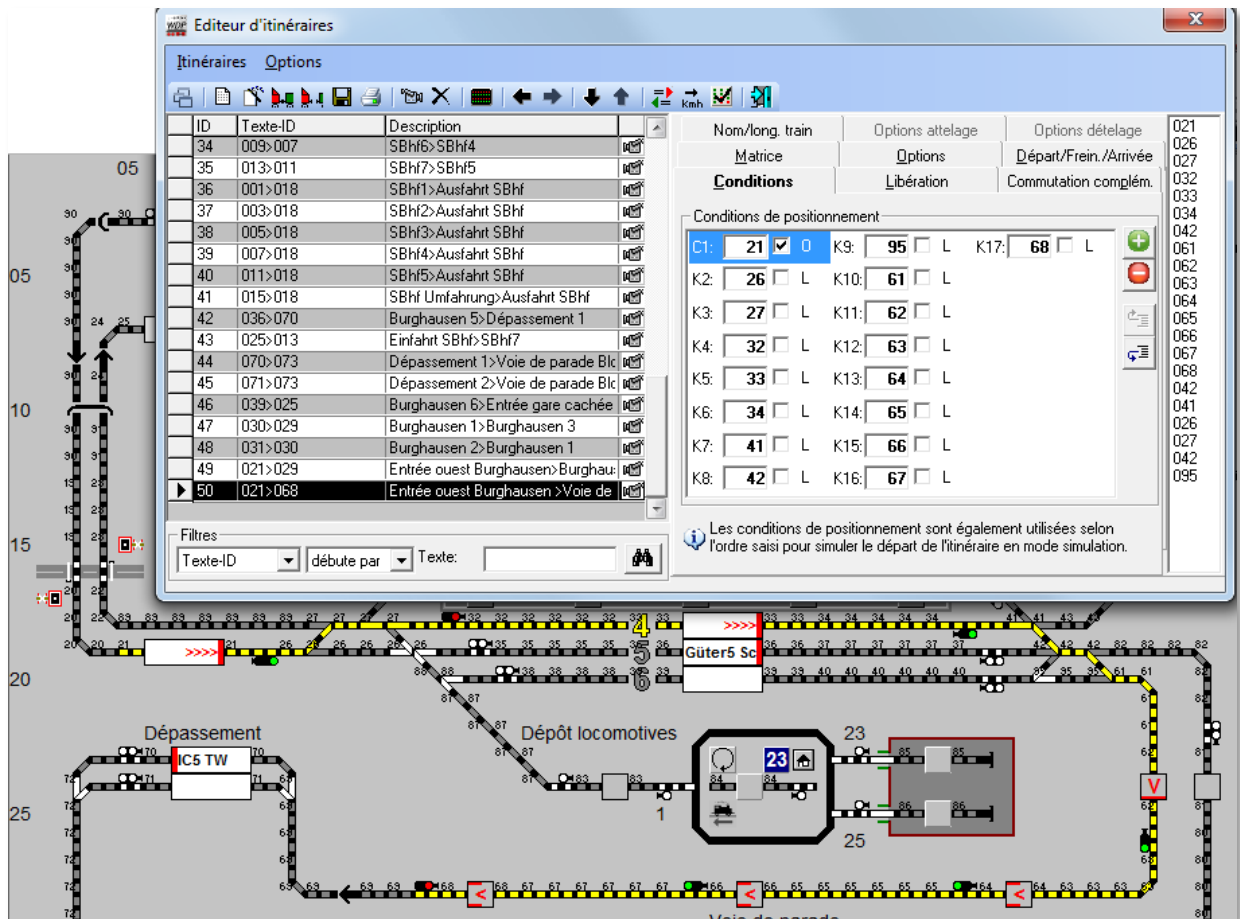 WDP Editeur d'itinéraires
Itinéraires Options
kmh
ID Texte-ID Description
34 009>007 SBhf6>SBhf4
35 013>011 SBhf7>SBhf5
36 001>018 SBhf1>Ausfahrt SBhf
37 003>018 SBhf2>Ausfahrt SBhf
38 005>018 SBhf3>Ausfahrt SBhf
39 007>018 SBhf4>Ausfahrt SBhf
40 011>018 SBhf5>Ausfahrt SBhf
41 015>018 SBhf Umfahrung>Ausfahrt SBhf
42 036>070 Burghausen 5>Dépassement 1
43 025>013 Einfahrt SBhf>SBhf7
44 070>073 Dépassement 1>Voie de parade Blc
45 071>073 Dépassement 2>Voie de parade Blc
46 039>025 Burghausen 6>Entrée gare cachée
47 030>029 Burghausen 1>Burghausen 3
48 031>030 Burghausen 2>Burghausen 1
49 021>029 Entrée ouest Burghausen>Burghau
50 021>068 Entrée ouest Burghausen >Voie de
Filtres
Texte-ID débute par Texte:
Nom/long. train Options attelage Options dételage
Matrice Options Départ/Frein./Arrivée
Conditions Libération Commutation complém.
Conditions de positionnement
C1: 21 O K9: 95 L K17: 68 L
K2: 26 L K10: 61 L
K3: 27 L K11: 62 L
K4: 32 L K12: 63 L
K5: 33 L K13: 64 L
K6: 34 L K14: 65 L
K7: 41 L K15: 66 L
K8: 42 L K16: 67 L
Les conditions de positionnement sont également utilisées selon
l'ordre saisi pour simuler le départ de l'itinéraire en mode simulation.
021
026
027
032
033
034
042
061
062
063
064
065
066
067
068
042
041
026
027
042
095
05
05
10
15
20
25
4
>>>>
>>>>
5
Güter5 Sc
6
Dépassement
IC5 TW
Dépôt locomotives
23
23
1
25
V
< < <
Voie de parade